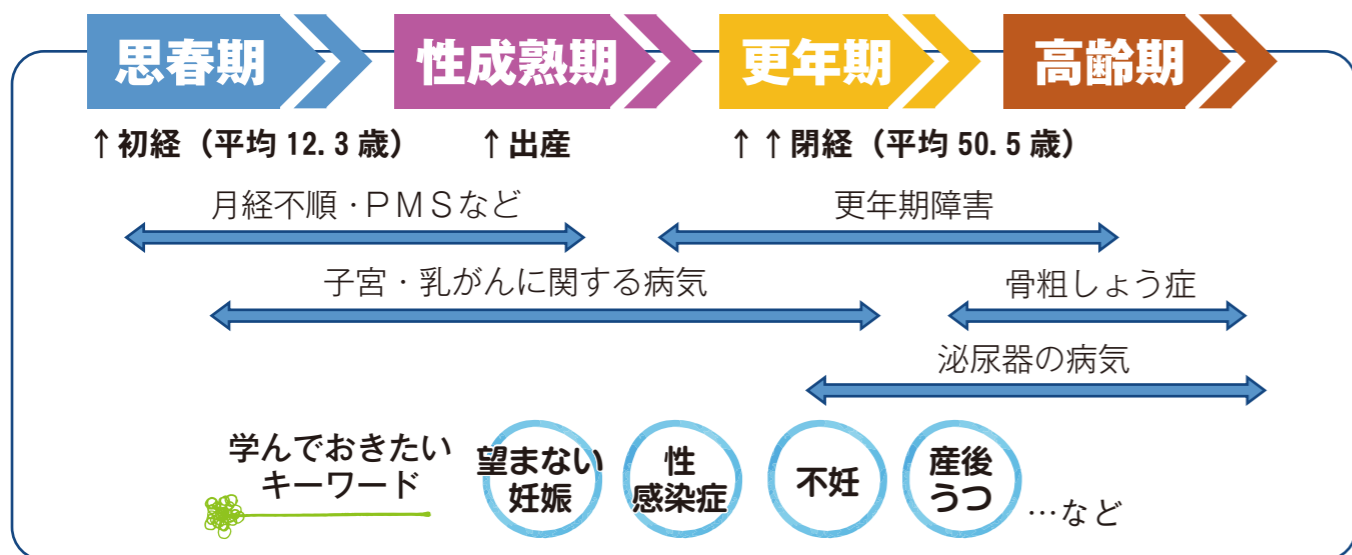 思春期
性成熟期
更年期
高齢期
↑初経（平均 12.3 歳）
↑出産
↑↑閉経（平均 50.5 歳）
月経不順・ＰＭＳなど
更年期障害
子宮・乳がんに関する病気
骨粗しょう症
泌尿器の病気
学んでおきたい
キーワード
望まない
妊娠
性
感染症
不妊
産後
うつ
…など